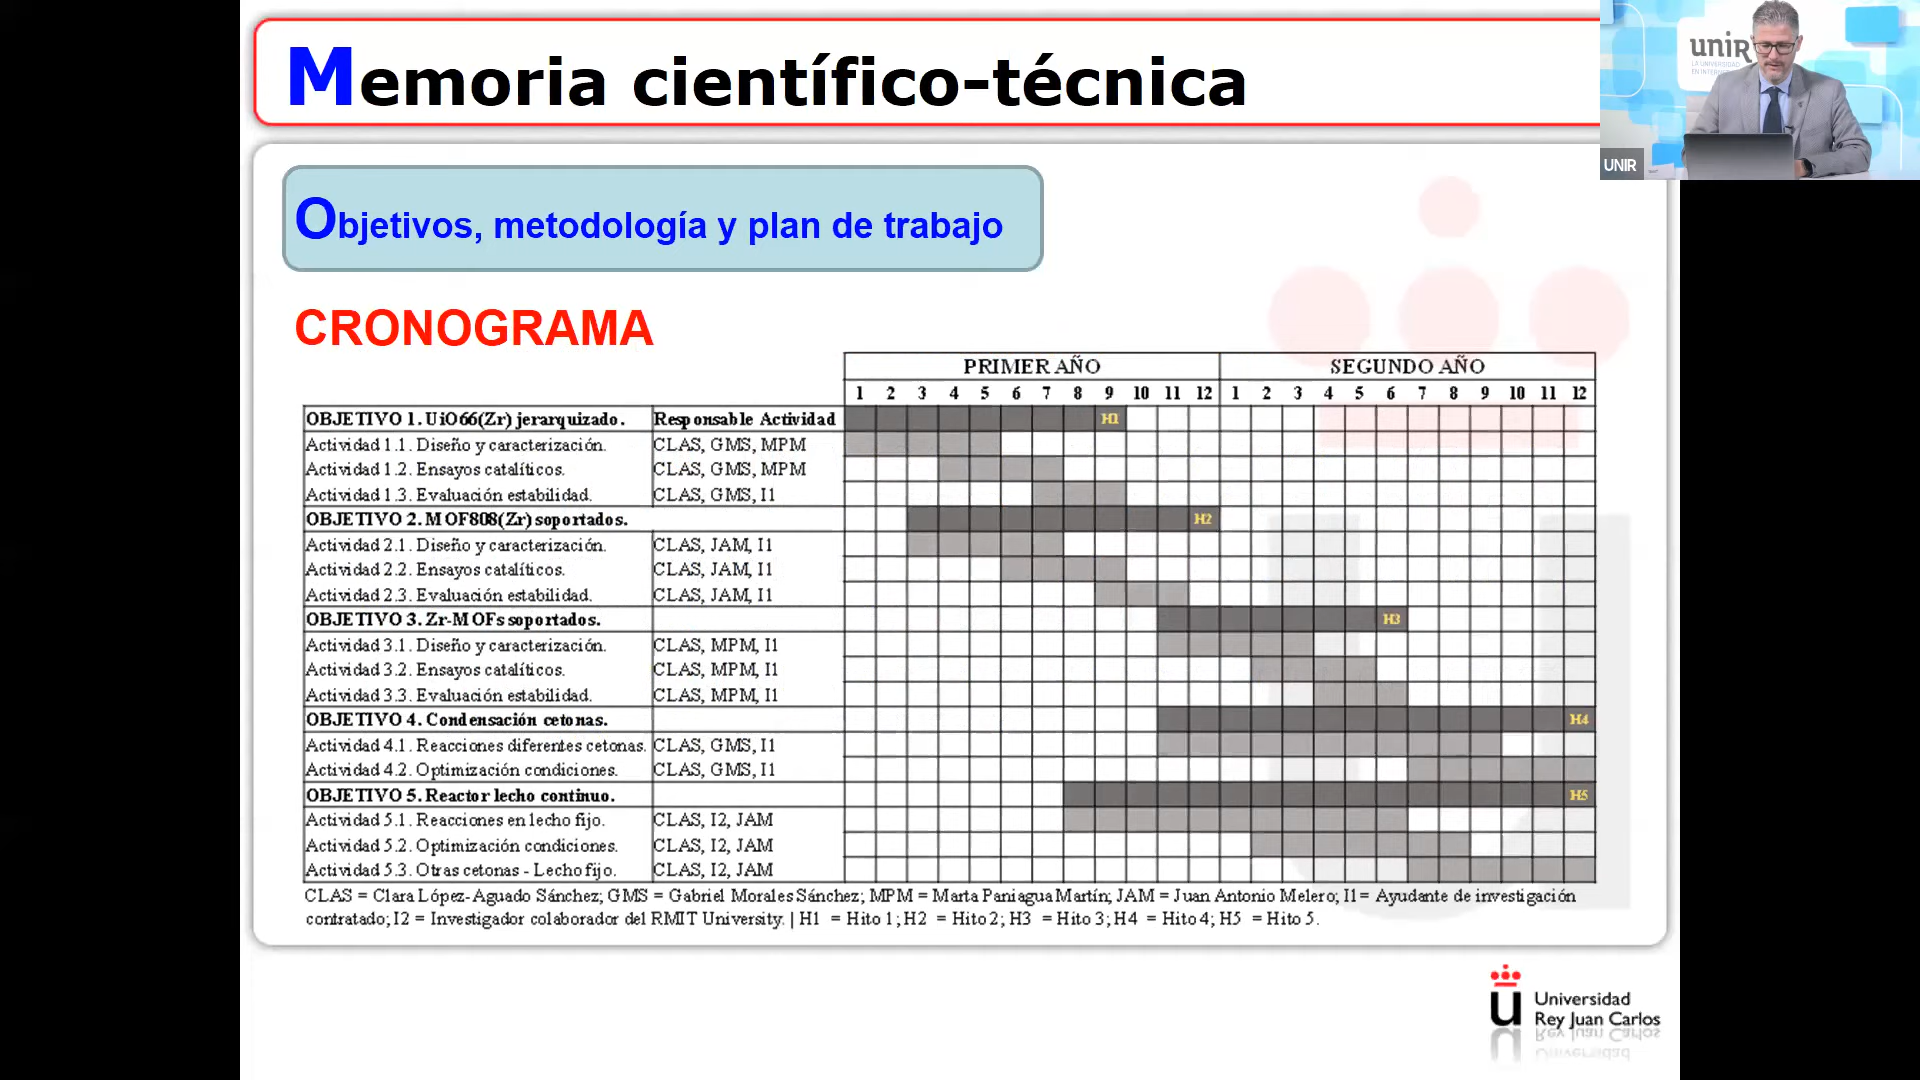 Memoria científico-técnica
unir
LA UNIVERSIDAD
EN INTERNET
UNIR
Objetivos, metodología y plan de trabajo
CRONOGRAMA
PRIMER AÑO SEGUNDO AÑO
1 2 3 4 5 6 7 8 9 10 11 12 1 2 3 4 5 6 7 8 9 10 11 12
OBJETIVO 1. UiO66(Zr) jerarquizado. Responsable Actividad H1
Actividad 1.1. Diseño y caracterización. CLAS, GMS, MPM
Actividad 1.2. Ensayos catalíticos. CLAS, GMS, MPM
Actividad 1.3. Evaluación estabilidad. CLAS, GMS, I1
OBJETIVO 2. MOF808(Zr) soportados. H2
Actividad 2.1. Diseño y caracterización. CLAS, JAM, I1
Actividad 2.2. Ensayos catalíticos. CLAS, JAM, I1
Actividad 2.3. Evaluación estabilidad. CLAS, JAM, I1
OBJETIVO 3. Zr-MOFs soportados. H3
Actividad 3.1. Diseño y caracterización. CLAS, MPM, I1
Actividad 3.2. Ensayos catalíticos. CLAS, MPM, I1
Actividad 3.3. Evaluación estabilidad. CLAS, MPM, I1
OBJETIVO 4. Condensación cetonas. H4
Actividad 4.1. Reacciones diferentes cetonas. CLAS, GMS, I1
Actividad 4.2. Optimización condiciones. CLAS, GMS, I1
OBJETIVO 5. Reactor lecho continuo. H5
Actividad 5.1. Reacciones en lecho fijo. CLAS, I2, JAM
Actividad 5.2. Optimización condiciones. CLAS, I2, JAM
Actividad 5.3. Otras cetonas - Lecho fijo. CLAS, I2, JAM
CLAS = Clara López-Aguado Sánchez; GMS = Gabriel Morales Sánchez; MPM = Marta Paniagua Martín; JAM = Juan Antonio Melero; I1 = Ayudante de investigación
contratado; I2 = Investigador colaborador del RMIT University. | H1 = Hito 1; H2 = Hito 2; H3 = Hito 3; H4 = Hito 4; H5 = Hito 5.
u Universidad
Rey Juan Carlos